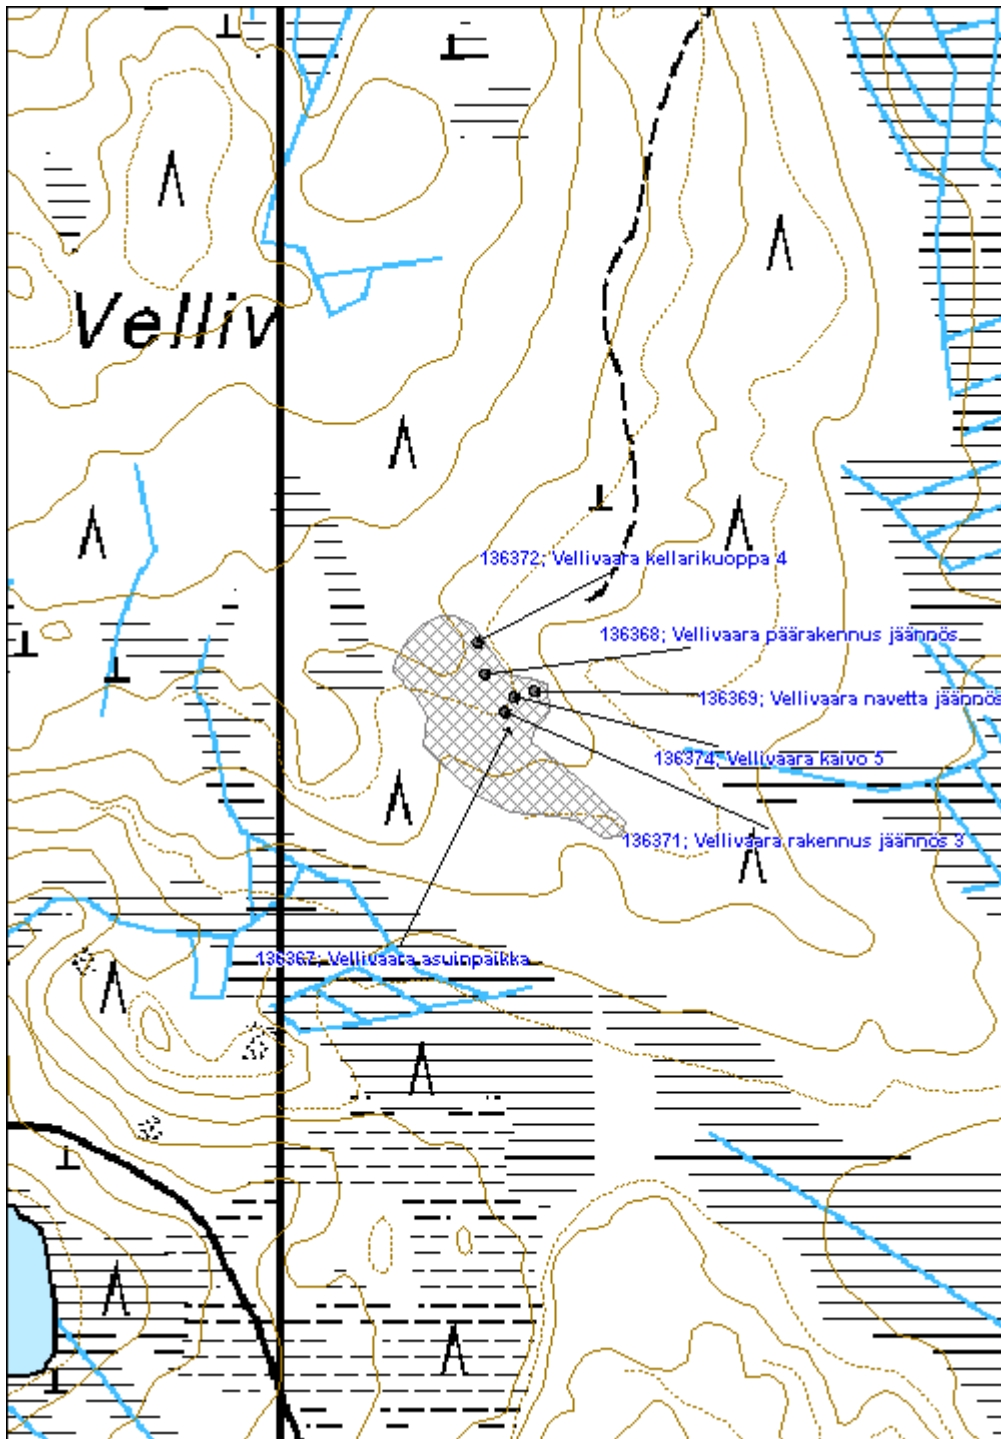 Velliv
136372; Vellivaara kellarikuoppa 4
136368; Vellivaara päärakennus jäännös
136369; Vellivaara navetta jäännös
136374; Vellivaara kaivo 5
136371; Vellivaara rakennus jäännös 3
136367; Vellivaara asuinpaikka